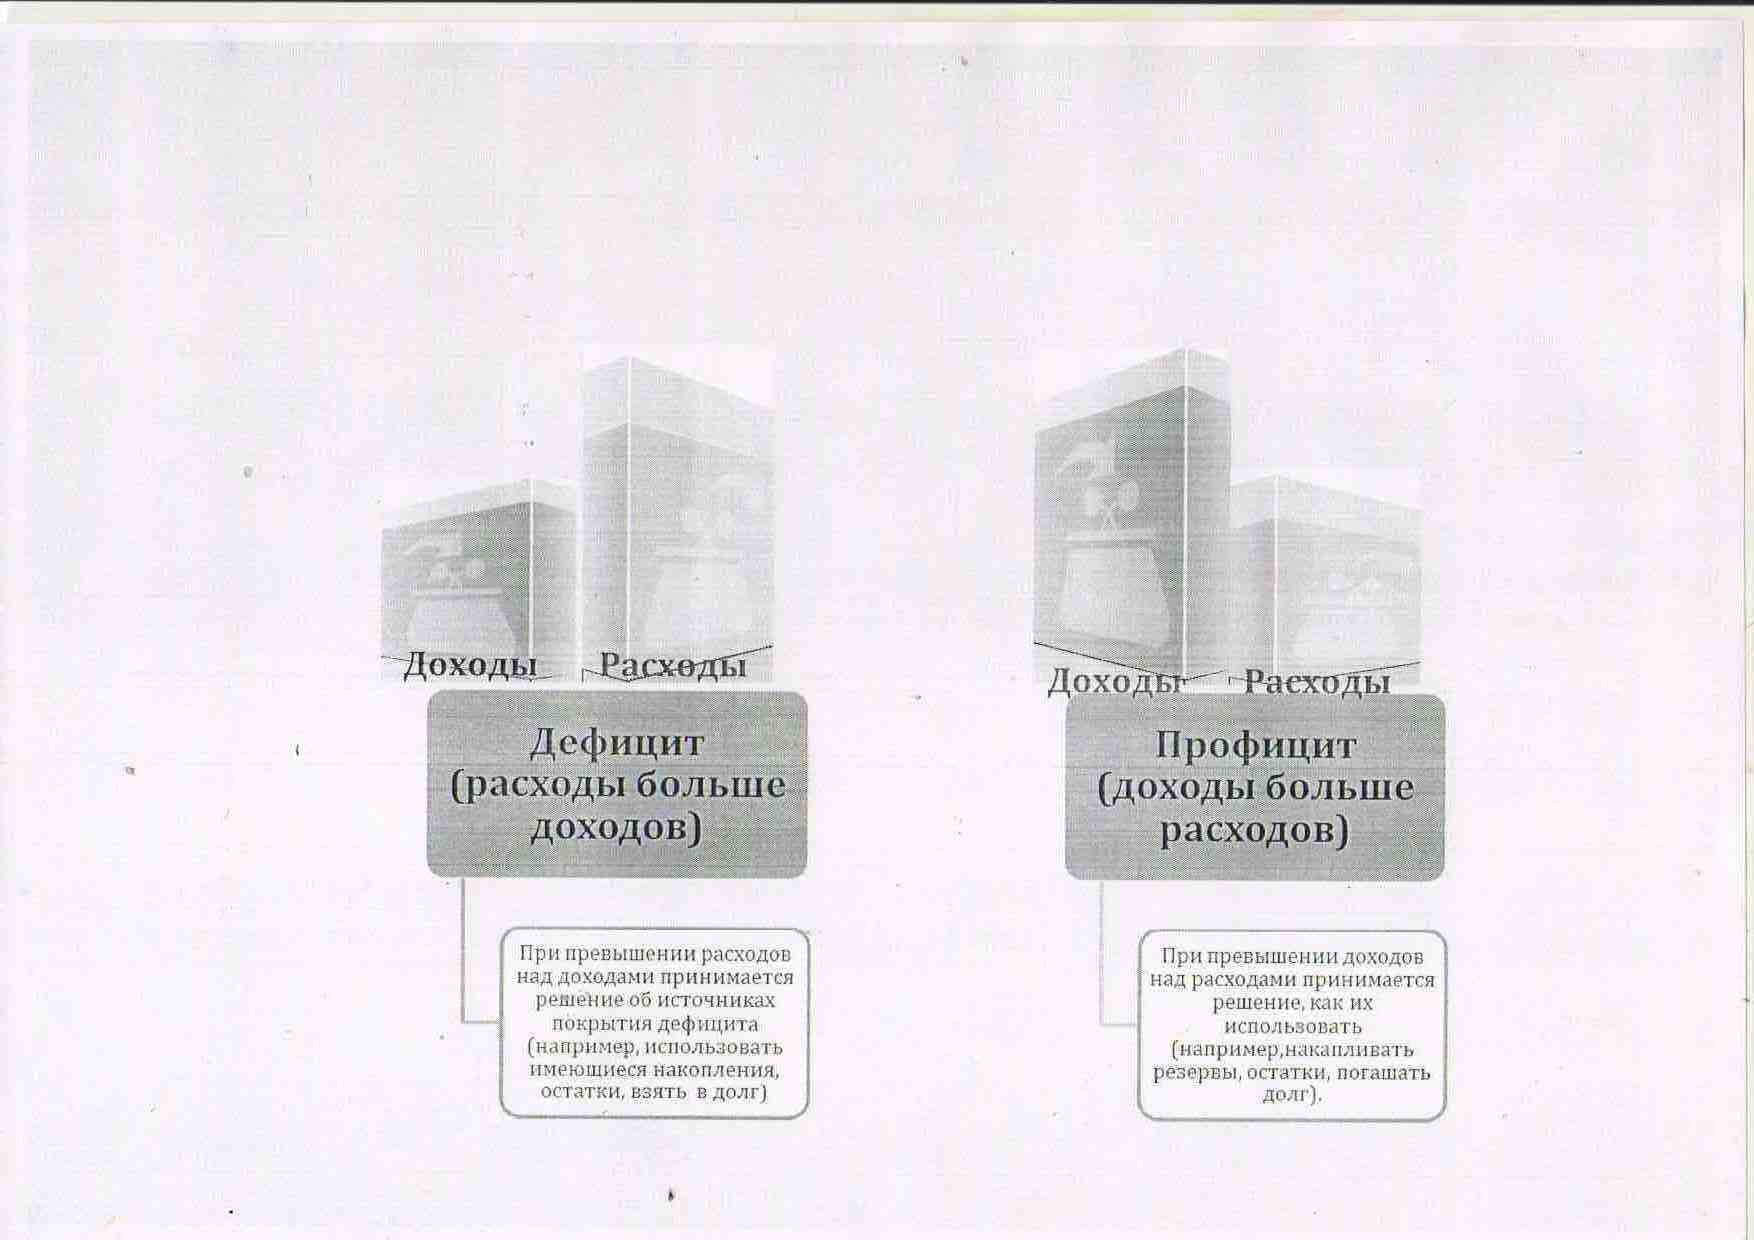 Доходы
Расходы
Дефицит
(расходы больше
доходов)
При превышении расходов
над доходами принимается
решение об источниках
покрытия дефицита
(например, использовать
имеющиеся накопления,
остатки, взять в долг)
Доходы
Расходы
Профицит
(доходы больше
расходов)
При превышении доходов
над расходами принимается
решение, как их
использовать
(например,накапливать
резервы, остатки, погашать
долг).